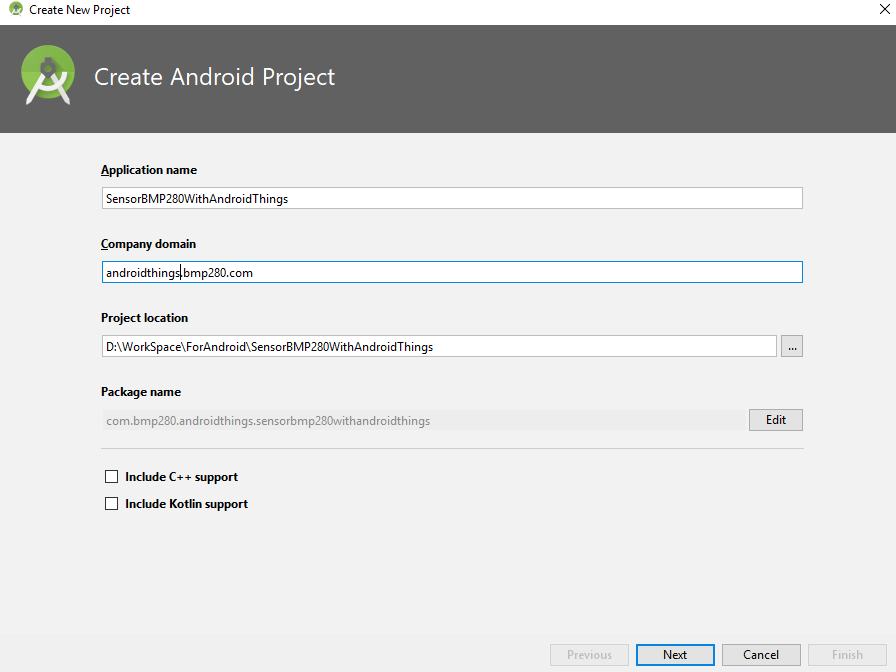 Create New Project
Create Android Project
Application name
SensorBMP280WithAndroidThings
Company domain
androidthings.bmp280.com
Project location
D:\WorkSpace\ForAndroid\SensorBMP280WithAndroidThings
...
Package name
com.bmp280.androidthings.sensorbmp280withandroidthings
Edit
Include C++ support
Include Kotlin support
Previous Next Cancel Finish